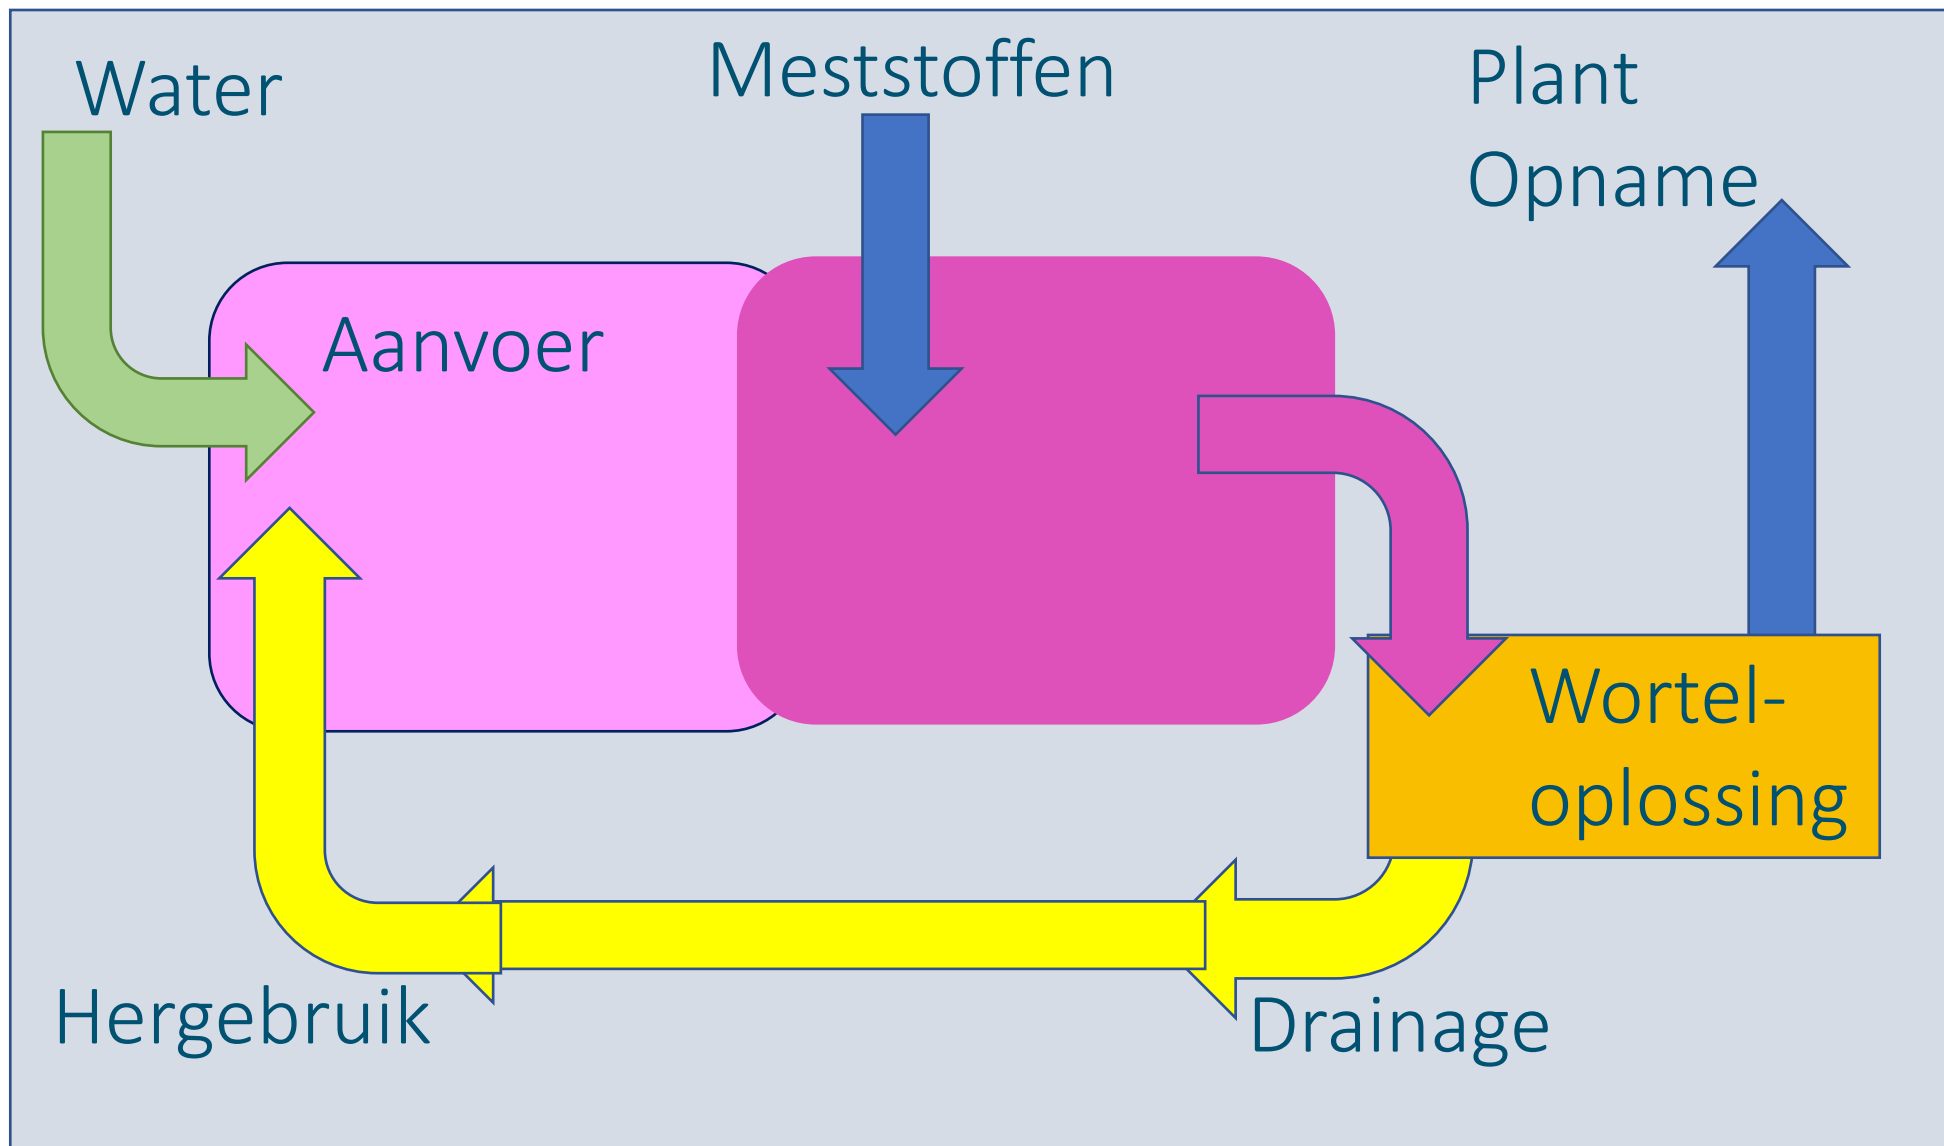 Water
Meststoffen
Plant
Opname
Aanvoer
Wortel-
oplossing
Hergebruik
Drainage